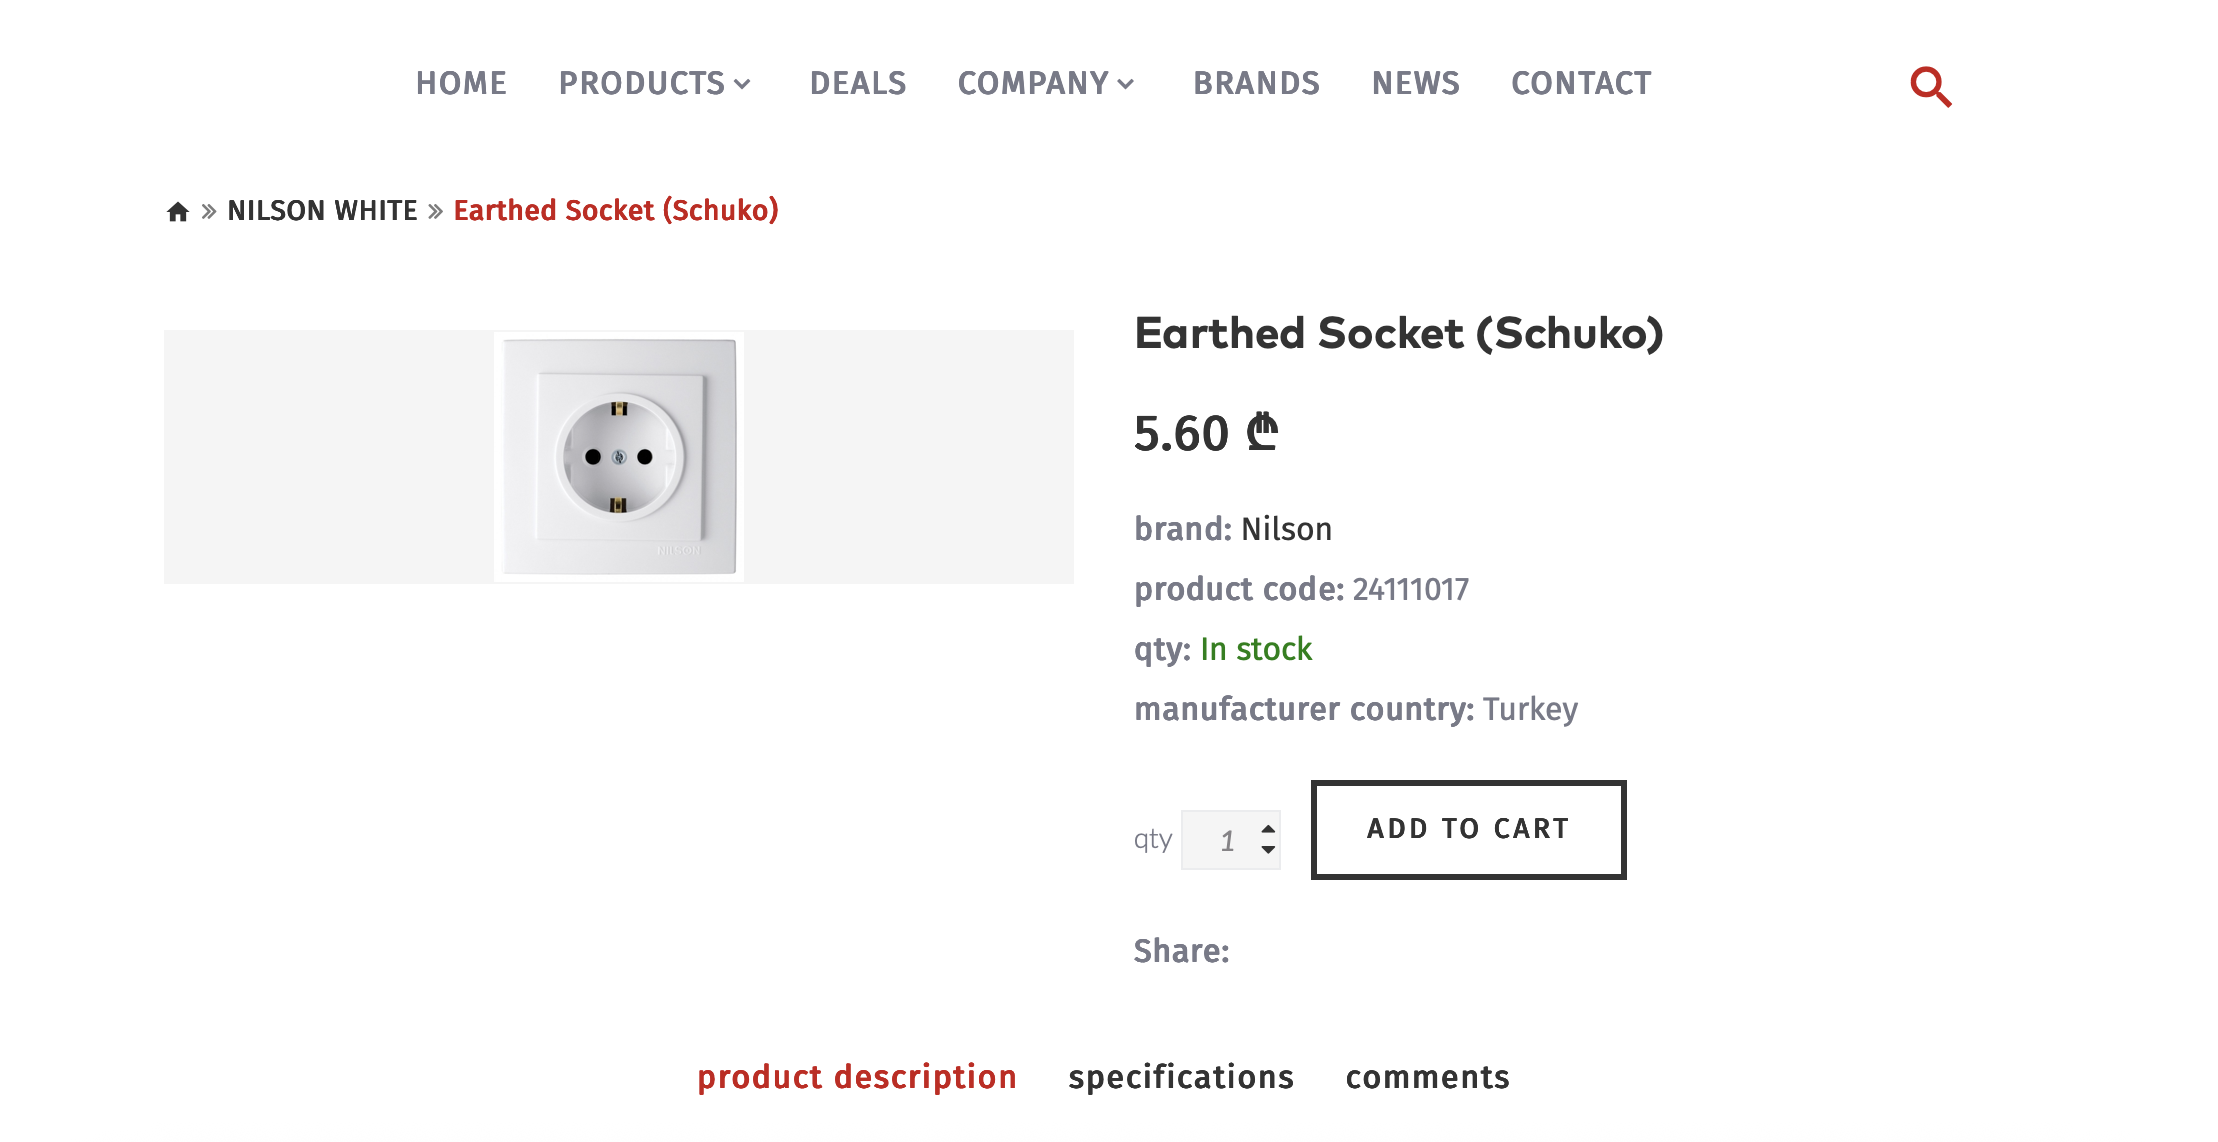 HOME PRODUCTS DEALS COMPANY BRANDS NEWS CONTACT
» NILSON WHITE » Earthed Socket (Schuko)
NILSON
Earthed Socket (Schuko)
5.60 ₾
brand: Nilson
product code: 24111017
qty: In stock
manufacturer country: Turkey
qty 1 ADD TO CART
Share:
product description specifications comments